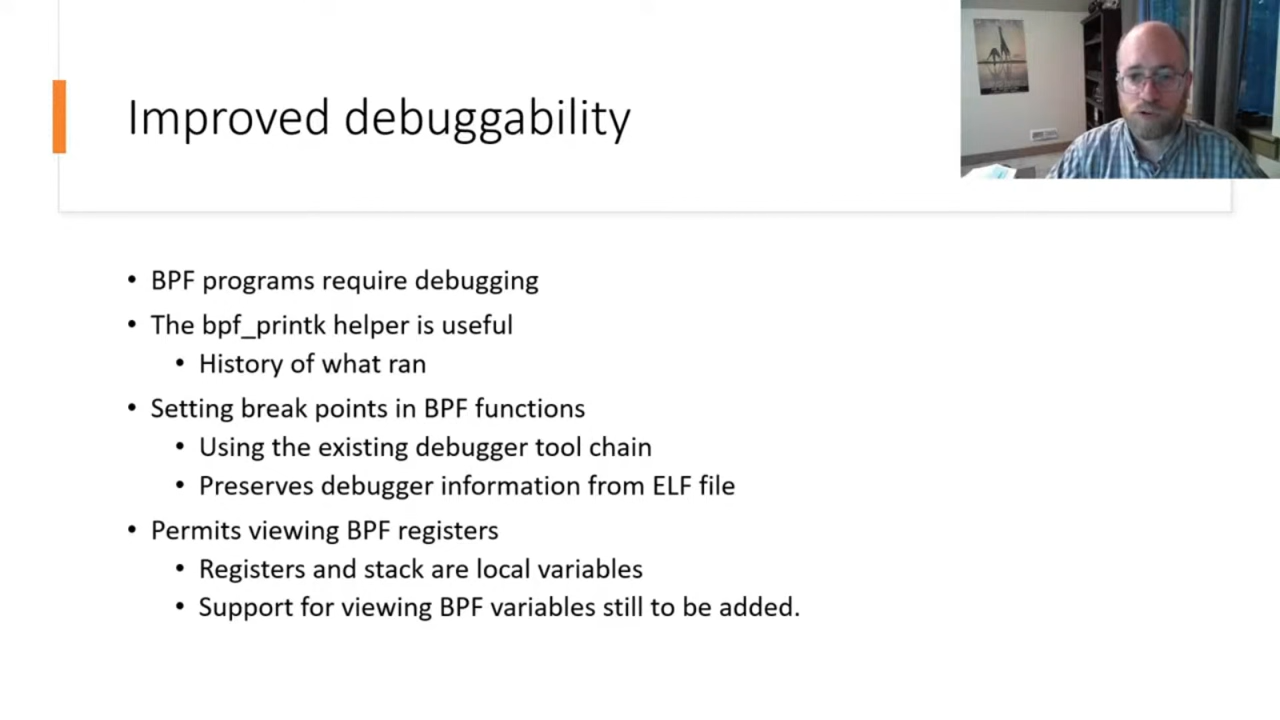 Improved debuggability
• BPF programs require debugging
• The bpf_printk helper is useful
• History of what ran
• Setting break points in BPF functions
• Using the existing debugger tool chain
• Preserves debugger information from ELF file
• Permits viewing BPF registers
• Registers and stack are local variables
• Support for viewing BPF variables still to be added.